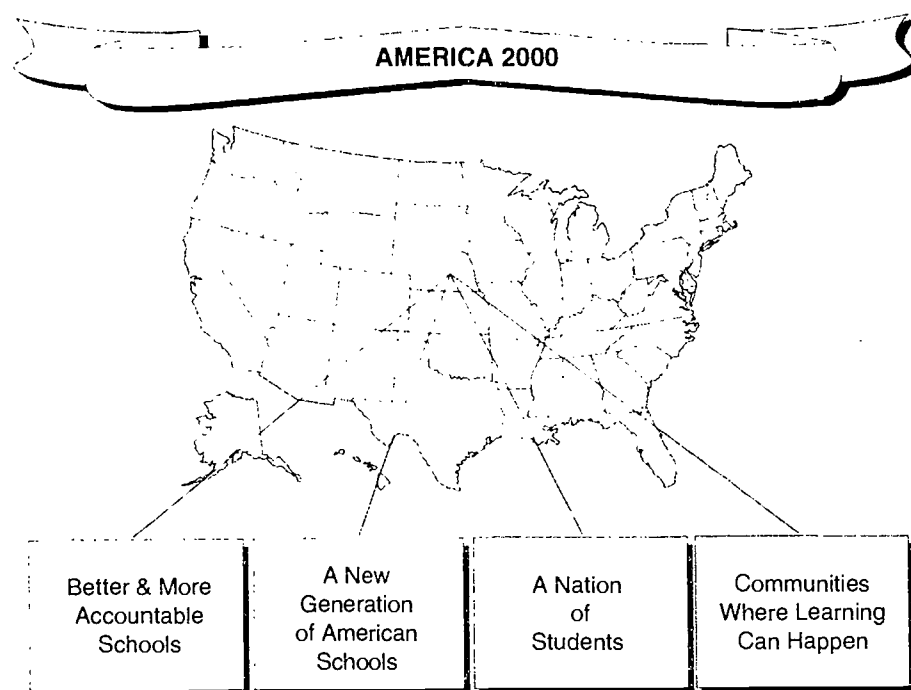 AMERICA 2000
Better & More
Accountable
Schools
A New
Generation
of American
Schools
A Nation
of
Students
Communities
Where Learning
Can Happen